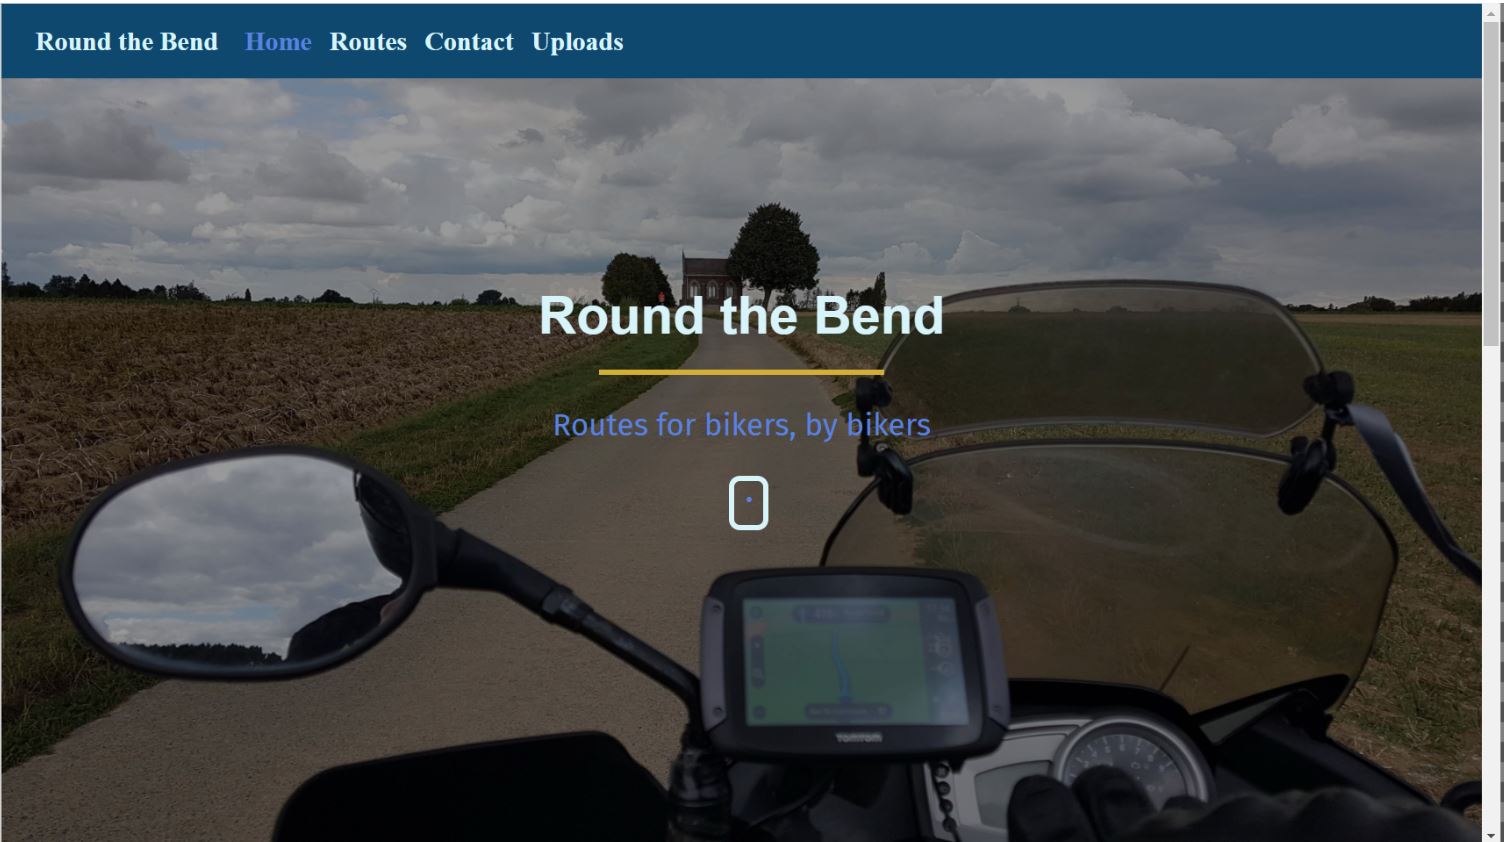 Round the Bend Home Routes Contact Uploads
Round the Bend
Routes for bikers, by bikers
TOMTOM